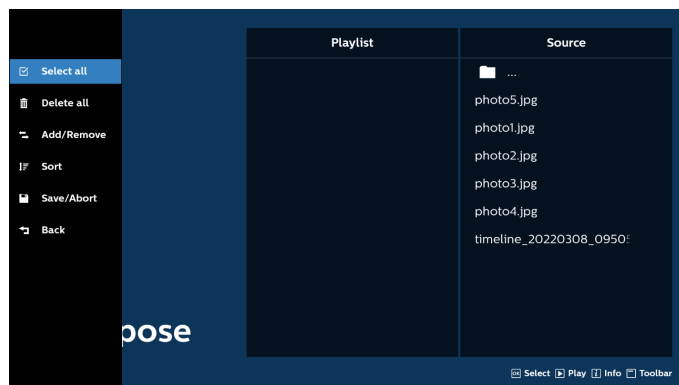 Playlist
Source
Select all
Delete all
Add/Remove
Sort
Save/Abort
Back
...
photo5.jpg
photo1.jpg
photo2.jpg
photo3.jpg
photo4.jpg
timeline_20220308_0950
pose
OK Select Play i Info Toolbar